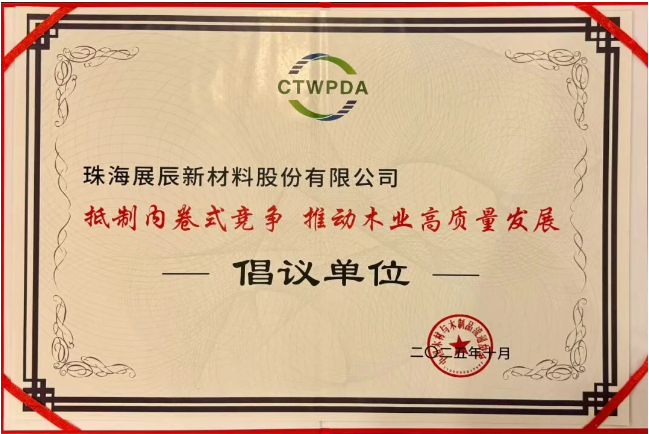 CTWPDA
珠海展辰新材料股份有限公司
抵制内卷式竞争 推动木业高质量发展
倡议单位
二〇二五年十月